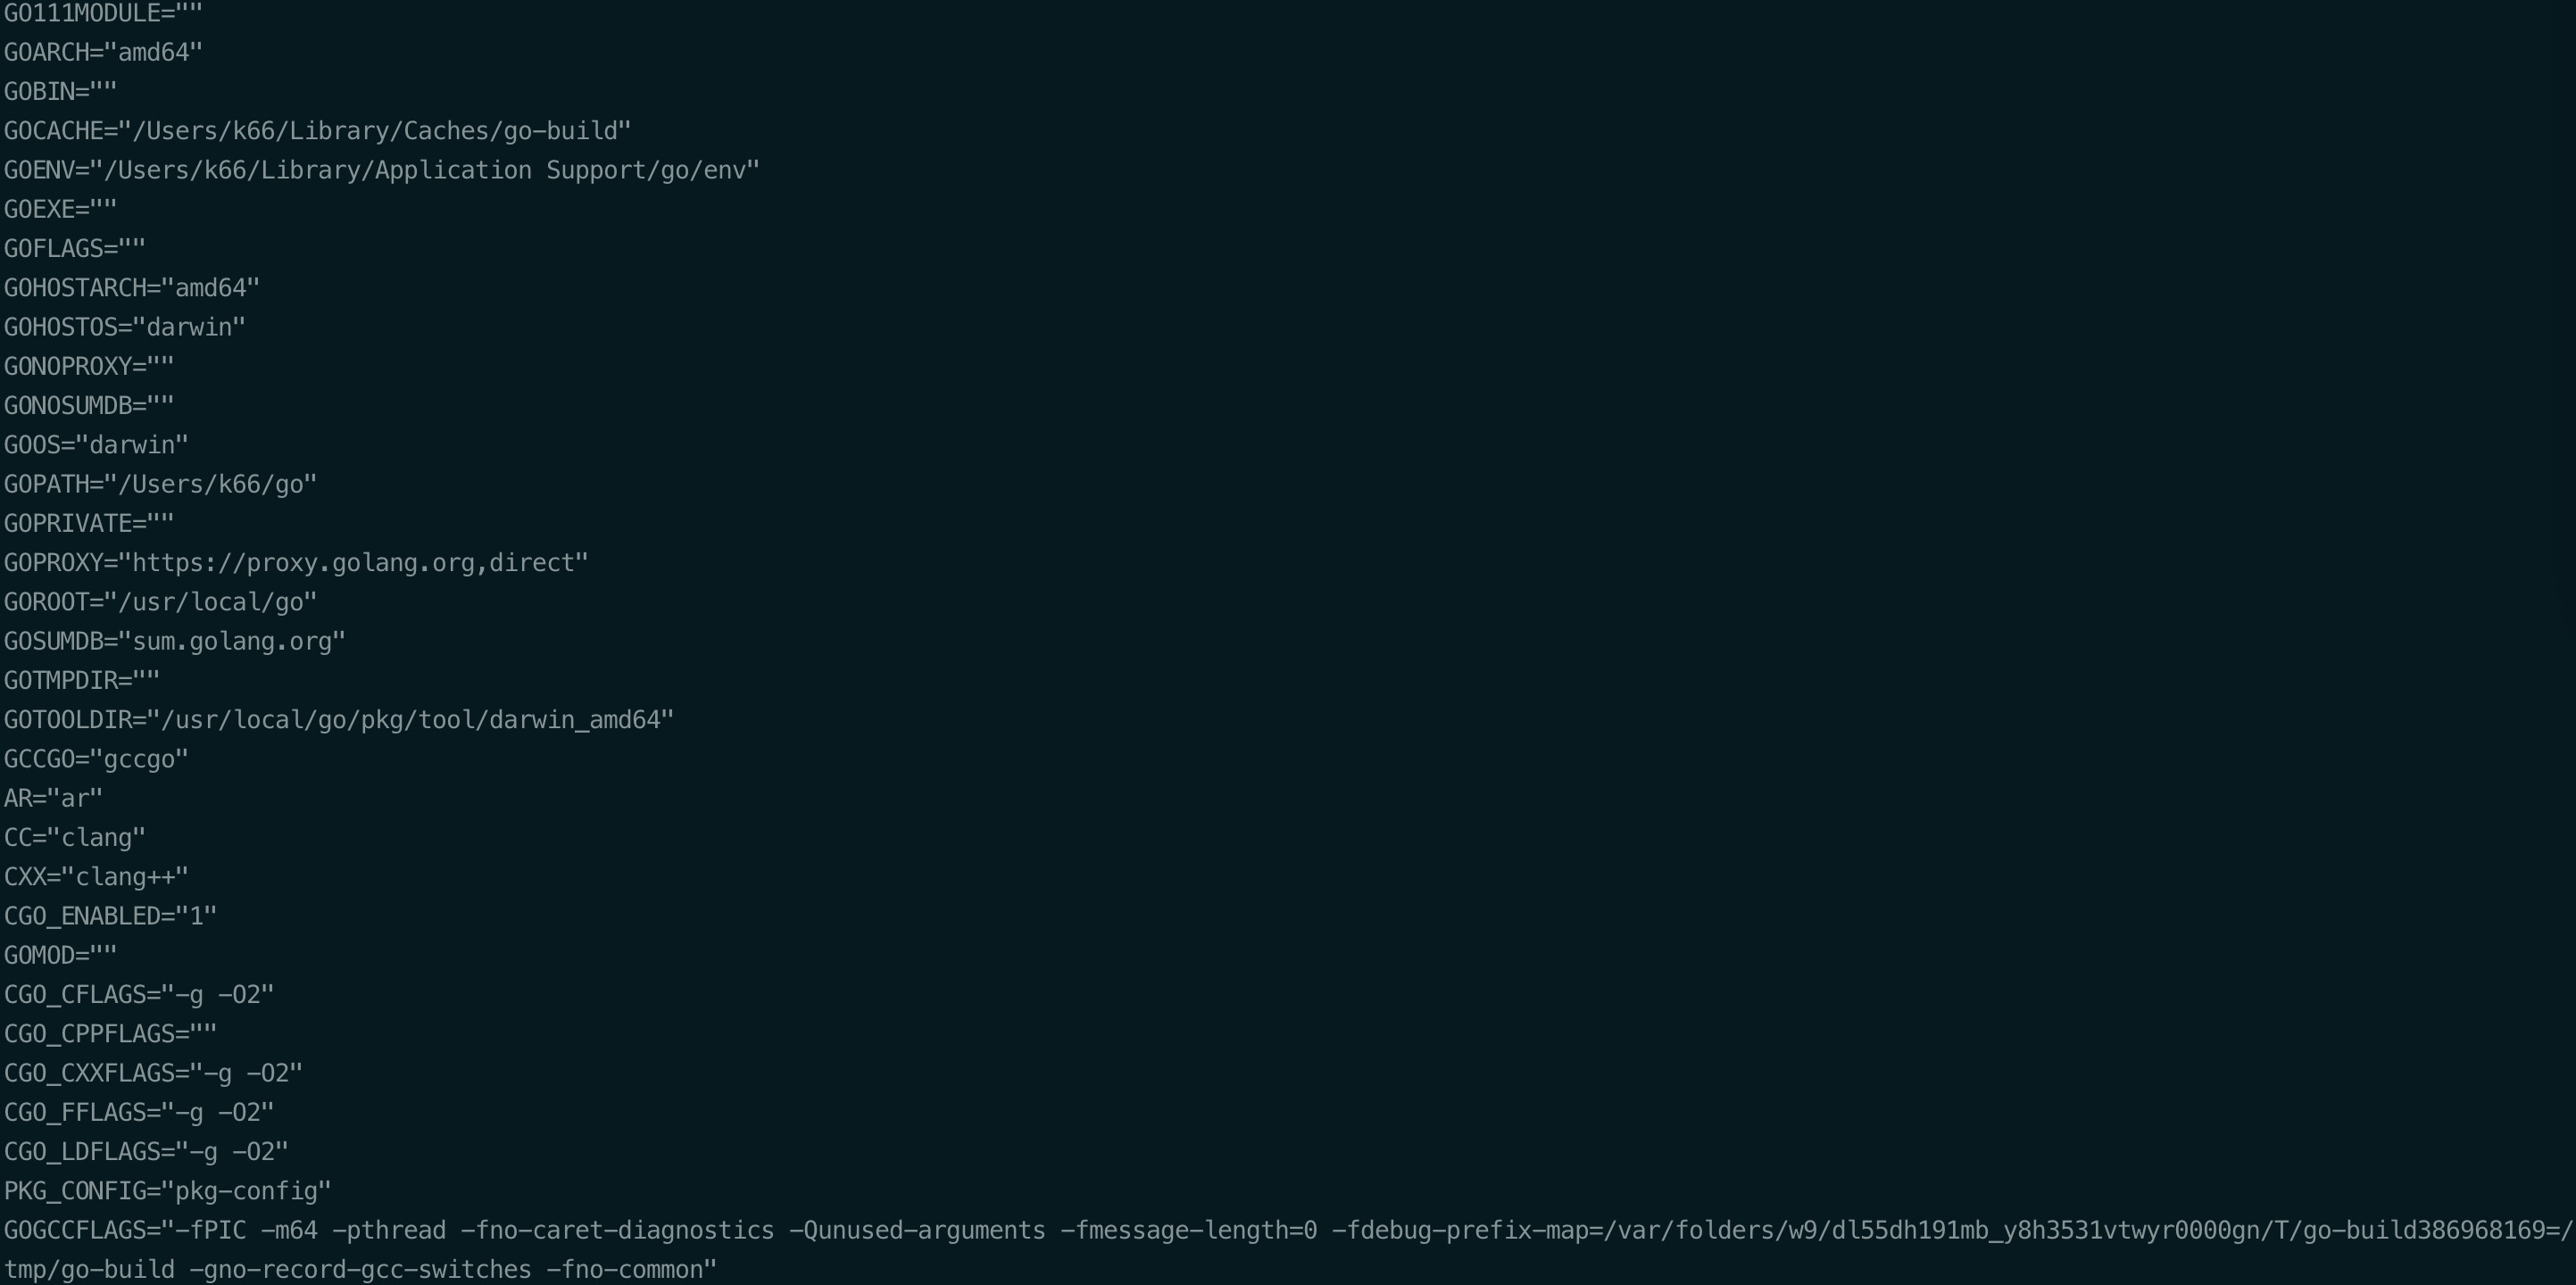 GO111MODULE=""
GOARCH="amd64"
GOBIN=""
GOCACHE="/Users/k66/Library/Caches/go-build"
GOENV="/Users/k66/Library/Application Support/go/env"
GOEXE=""
GOFLAGS=""
GOHOSTARCH="amd64"
GOHOSTOS="darwin"
GONOPROXY=""
GONOSUMDB=""
GOOS="darwin"
GOPATH="/Users/k66/go"
GOPRIVATE=""
GOPROXY="https://proxy.golang.org,direct"
GOROOT="/usr/local/go"
GOSUMDB="sum.golang.org"
GOTMPDIR=""
GOTOOLDIR="/usr/local/go/pkg/tool/darwin_amd64"
GCCGO="gccgo"
AR="ar"
CC="clang"
CXX="clang++"
CGO_ENABLED="1"
GOMOD=""
CGO_CFLAGS="-g -O2"
CGO_CPPFLAGS=""
CGO_CXXFLAGS="-g -O2"
CGO_FFLAGS="-g -O2"
CGO_LDFLAGS="-g -O2"
PKG_CONFIG="pkg-config"
GOGCCFLAGS="-fPIC -m64 -pthread -fno-caret-diagnostics -Qunused-arguments -fmessage-length=0 -fdebug-prefix-map=/var/folders/w9/dl55dh191mb_y8h3531vtwyr0000gn/T/go-build386968169=/
tmp/go-build -gno-record-gcc-switches -fno-common"